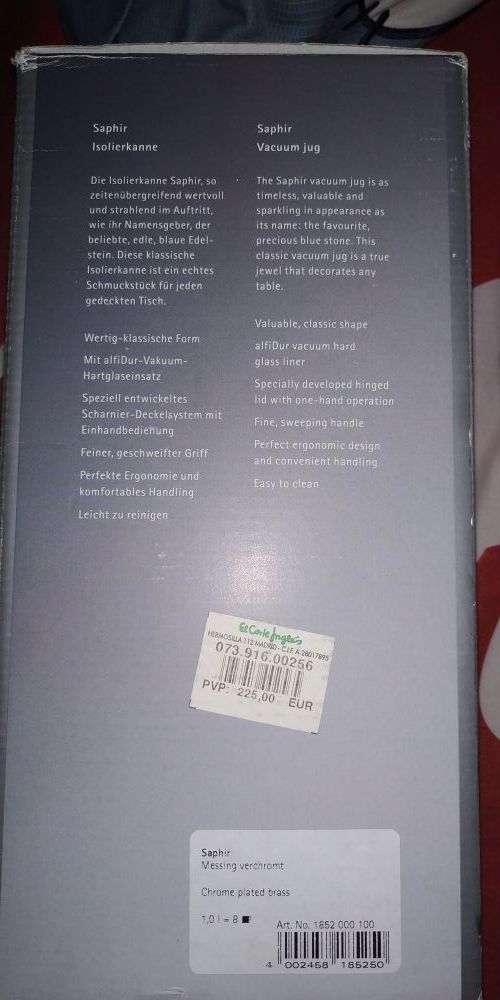 Saphir
Isolierkanne
Die Isolierkanne Saphir, so
zeitenübergreifend wertvoll
und strahlend im Auftritt,
wie ihr Namensgeber, der
beliebte, edle, blaue Edel-
stein. Diese klassische
Isolierkanne ist ein echtes
Schmuckstück für jeden
gedeckten Tisch.
Wertig-klassische Form
Mit alfiDur-Vakuum-
Hartglaseinsatz
Speziell entwickeltes
Scharnier-Deckelsystem mit
Einhandbedienung
Feiner, geschweifter Griff
Perfekte Ergonomie und
komfortables Handling
Leicht zu reinigen
Saphir
Vacuum jug
The Saphir vacuum jug is as
timeless, valuable and
sparkling in appearance as
its name: the favourite,
precious blue stone. This
classic vacuum jug is a true
jewel that decorates any
table.
Valuable, classic shape
alfiDur vacuum hard
glass liner
Specially developed hinged
lid with one-hand operation
Fine, sweeping handle
Perfect ergonomic design
and convenient handling
Easy to clean
El Corte Inglés
HERMOSILLA 112 MADRID - C.I.F. A-28017895
073.916.00256
PVP: 225,00 EUR
Saphir
Messing verchromt
Chrome plated brass
1,0 l = 8
Art. No. 1852 000 100
4 002458 185250